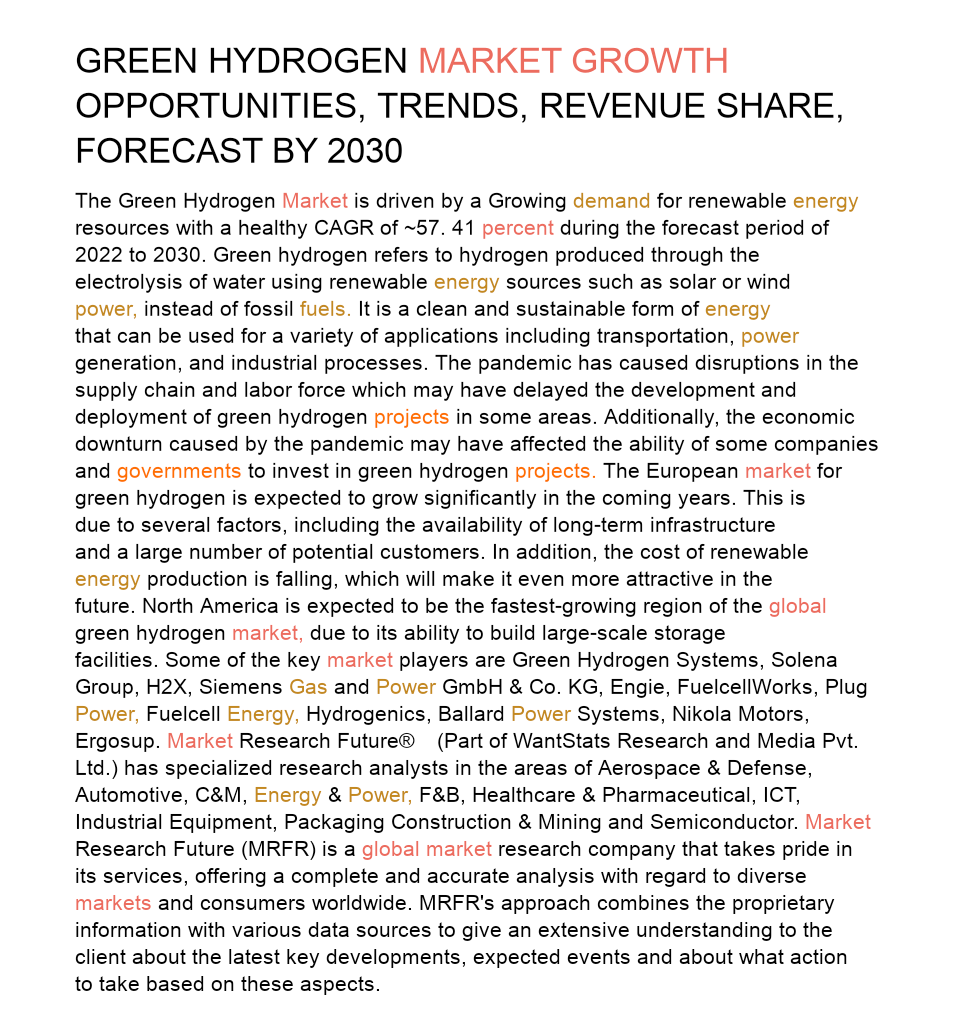 GREEN HYDROGEN MARKET GROWTH
OPPORTUNITIES, TRENDS, REVENUE SHARE,
FORECAST BY 2030
The Green Hydrogen Market is driven by a Growing demand for renewable energy
resources with a healthy CAGR of ~57. 41 percent during the forecast period of
2022 to 2030. Green hydrogen refers to hydrogen produced through the
electrolysis of water using renewable energy sources such as solar or wind
power, instead of fossil fuels. It is a clean and sustainable form of energy
that can be used for a variety of applications including transportation, power
generation, and industrial processes. The pandemic has caused disruptions in the
supply chain and labor force which may have delayed the development and
deployment of green hydrogen projects in some areas. Additionally, the economic
downturn caused by the pandemic may have affected the ability of some companies
and governments to invest in green hydrogen projects. The European market for
green hydrogen is expected to grow significantly in the coming years. This is
due to several factors, including the availability of long-term infrastructure
and a large number of potential customers. In addition, the cost of renewable
energy production is falling, which will make it even more attractive in the
future. North America is expected to be the fastest-growing region of the global
green hydrogen market, due to its ability to build large-scale storage
facilities. Some of the key market players are Green Hydrogen Systems, Solena
Group, H2X, Siemens Gas and Power GmbH & Co. KG, Engie, FuelcellWorks, Plug
Power, Fuelcell Energy, Hydrogenics, Ballard Power Systems, Nikola Motors,
Ergosup. Market Research Future® (Part of WantStats Research and Media Pvt.
Ltd.) has specialized research analysts in the areas of Aerospace & Defense,
Automotive, C&M, Energy & Power, F&B, Healthcare & Pharmaceutical, ICT,
Industrial Equipment, Packaging Construction & Mining and Semiconductor. Market
Research Future (MRFR) is a global market research company that takes pride in
its services, offering a complete and accurate analysis with regard to diverse
markets and consumers worldwide. MRFR's approach combines the proprietary
information with various data sources to give an extensive understanding to the
client about the latest key developments, expected events and about what action
to take based on these aspects.